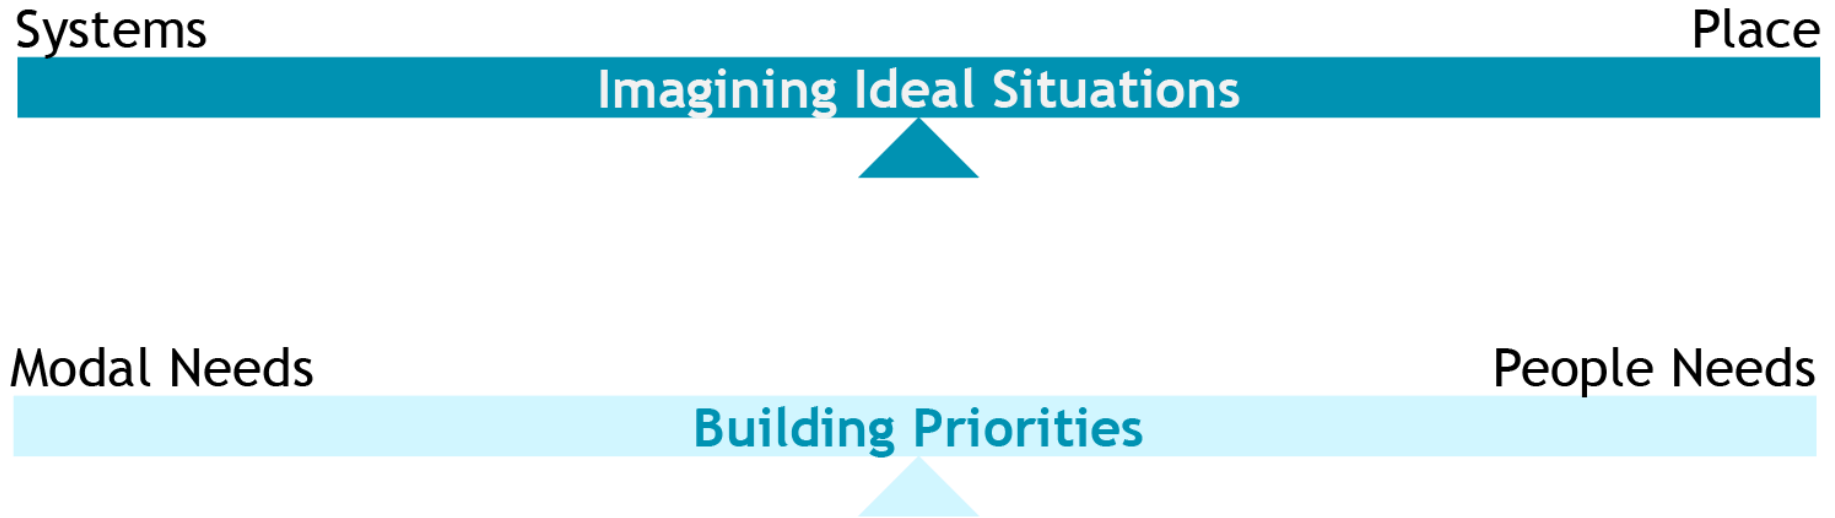 Systems
Place
Imagining Ideal Situations
Modal Needs
People Needs
Building Priorities